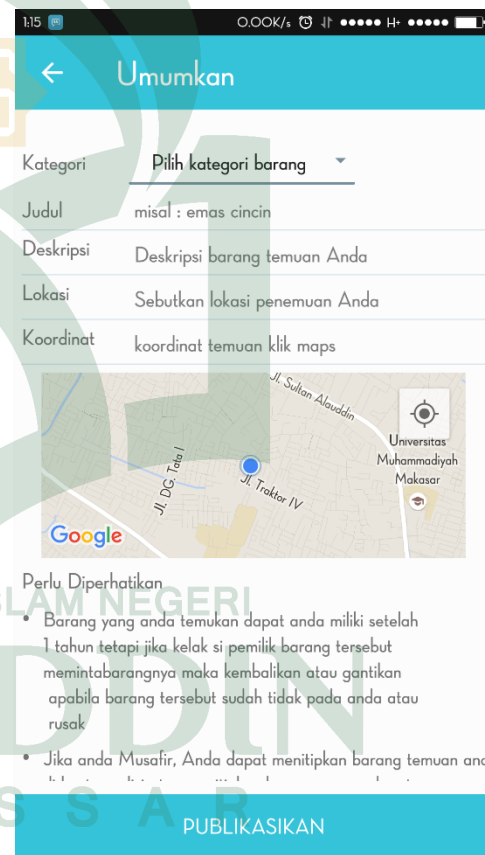 1:15 0.00K/s H+
Umumkan
Kategori Pilih kategori barang
Judul misal : emas cincin
Deskripsi Deskripsi barang temuan Anda
Lokasi Sebutkan lokasi penemuan Anda
Koordinat koordinat temuan klik maps
Jl. Sultan Alauddin
Universitas
Muhammadiyah
Makasar
Jl. DG. Tata I
Jl. Traktor IV
Google
Perlu Diperhatikan
SLAM NEGERI
• Barang yang anda temukan dapat anda miliki setelah
1 tahun tetapi jika kelak si pemilik barang tersebut
memintabarangnya maka kembalikan atau gantikan
apabila barang tersebut sudah tidak pada anda atau
rusak
DDIN
• Jika anda Musafir, Anda dapat menitipkan barang temuan and
S S A R
PUBLIKASIKAN